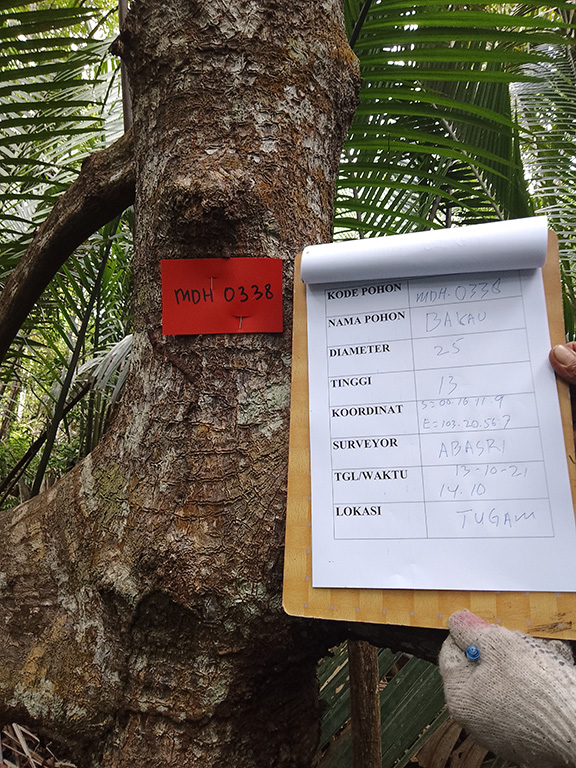 MDH 0338
KODE POHON MDH.0338
NAMA POHON BAKAU
DIAMETER 25
TINGGI 13
KOORDINAT S=00.16.11.9
E=103.20.56.7
SURVEYOR ABASRI
TGL/WAKTU 13-10-21
14.10
LOKASI TUGAM